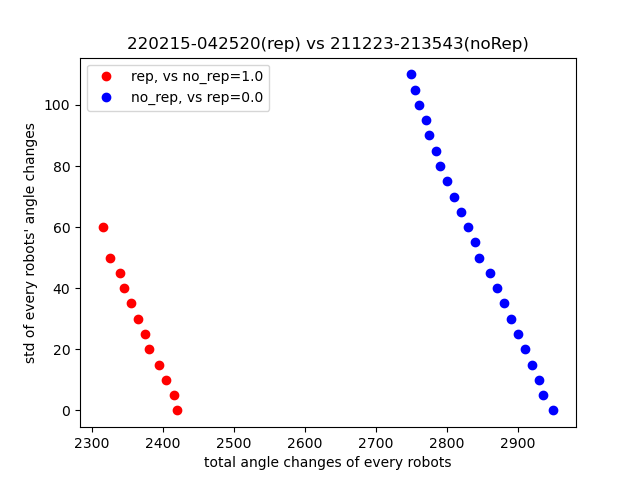 220215-042520(rep) vs 211223-213543(noRep)
rep, vs no_rep=1.0
no_rep, vs rep=0.0
std of every robots' angle changes
100
80
60
40
20
0
2300 2400 2500 2600 2700 2800 2900
total angle changes of every robots